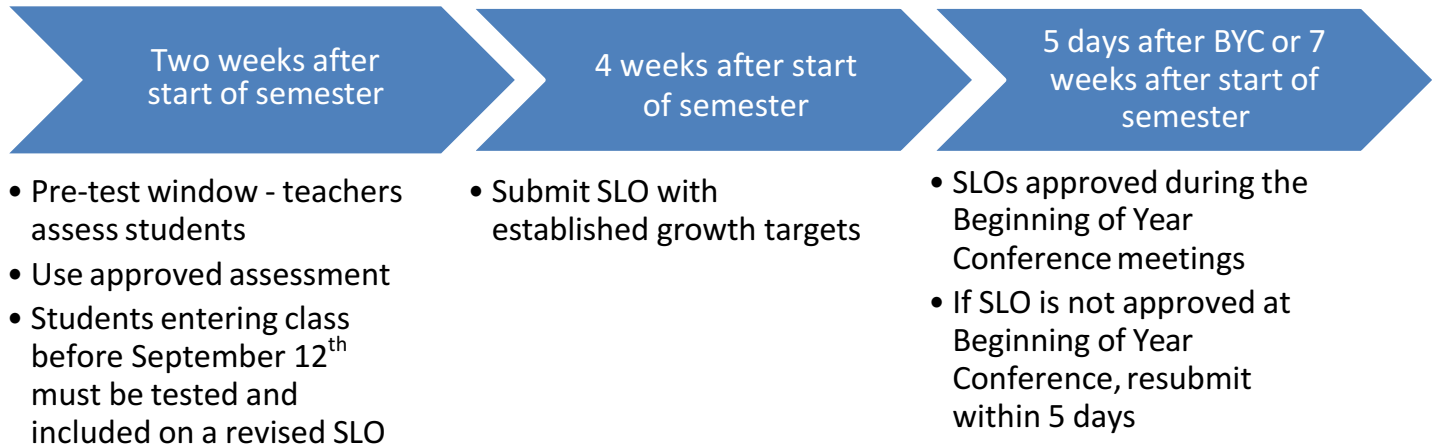 Two weeks after
start of semester
• Pre-test window - teachers
assess students
• Use approved assessment
• Students entering class
before September 12th
must be tested and
included on a revised SLO
4 weeks after start
of semester
• Submit SLO with
established growth targets
5 days after BYC or 7
weeks after start of
semester
• SLOs approved during the
Beginning of Year
Conference meetings
• If SLO is not approved at
Beginning of Year
Conference, resubmit
within 5 days